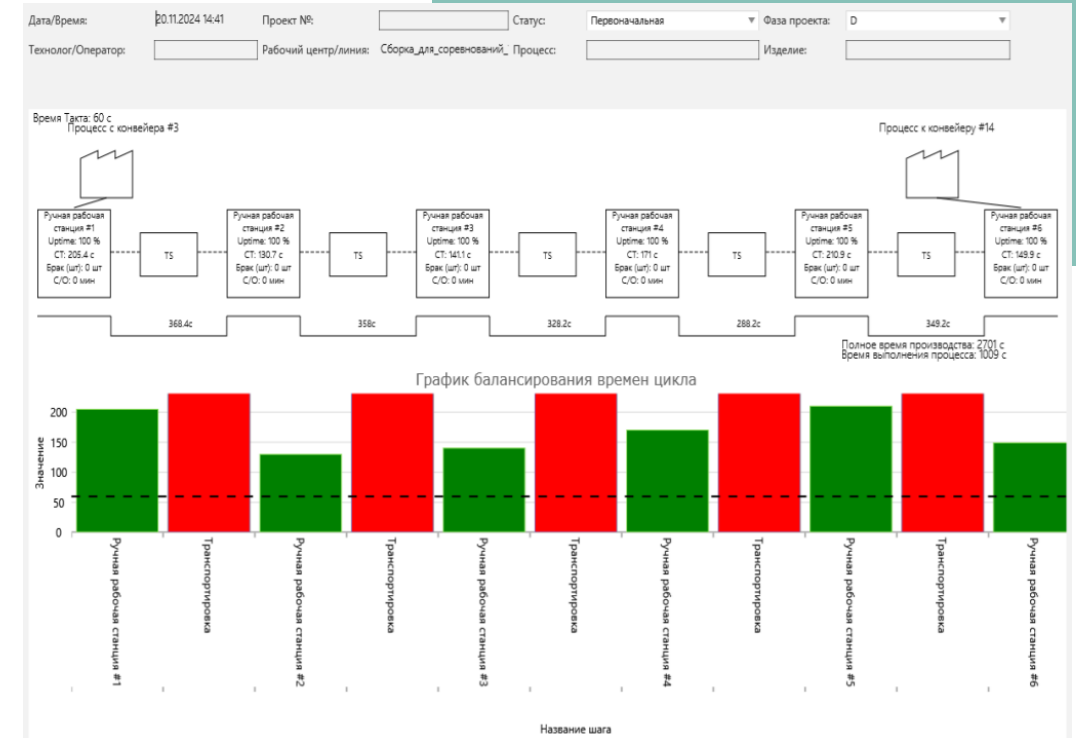 Дата/Время: 20.11.2024 14:41 Проект №: Статус: Первоначальная Фаза проекта: D
Технолог/Оператор: Рабочий центр/линия: Сборка_для_соревнований_ Процесс: Изделие:
Время Такта: 60 с
Процесс с конвейера #3 Процесс к конвейеру #14
Ручная рабочая станция #1
Uptime: 100 %
CT: 205.4 с
Брак (шт): 0 шт
C/O: 0 мин
TS
Ручная рабочая станция #2
Uptime: 100 %
CT: 130.7 с
Брак (шт): 0 шт
C/O: 0 мин
TS
Ручная рабочая станция #3
Uptime: 100 %
CT: 141.1 с
Брак (шт): 0 шт
C/O: 0 мин
TS
Ручная рабочая станция #4
Uptime: 100 %
CT: 171 с
Брак (шт): 0 шт
C/O: 0 мин
TS
Ручная рабочая станция #5
Uptime: 100 %
CT: 210.9 с
Брак (шт): 0 шт
C/O: 0 мин
TS
Ручная рабочая станция #6
Uptime: 100 %
CT: 149.9 с
Брак (шт): 0 шт
C/O: 0 мин
368.4с 358с 328.2с 288.2с 349.2с
Полное время производства: 2701 с
Время выполнения процесса: 1009 с
График балансирования времен цикла
Значение
200
150
100
50
0
Ручная рабочая станция #1
Транспортировка
Ручная рабочая станция #2
Транспортировка
Ручная рабочая станция #3
Транспортировка
Ручная рабочая станция #4
Транспортировка
Ручная рабочая станция #5
Транспортировка
Ручная рабочая станция #6
Название шага